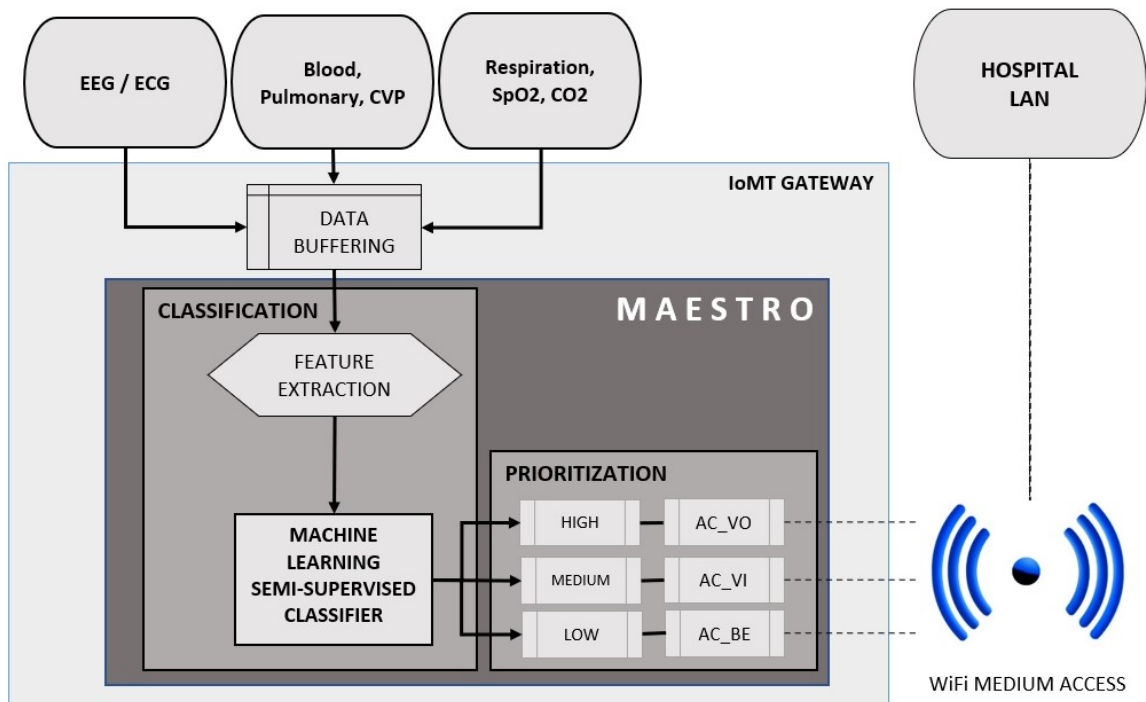 EEG / ECG
Blood,
Pulmonary, CVP
Respiration,
SpO2, CO2
HOSPITAL
LAN
IoMT GATEWAY
DATA
BUFFERING
CLASSIFICATION
MAESTRO
FEATURE
EXTRACTION
PRIORITIZATION
MACHINE
LEARNING
SEMI-SUPERVISED
CLASSIFIER
HIGH
AC_VO
MEDIUM
AC_VI
LOW
AC_BE
WiFi MEDIUM ACCESS